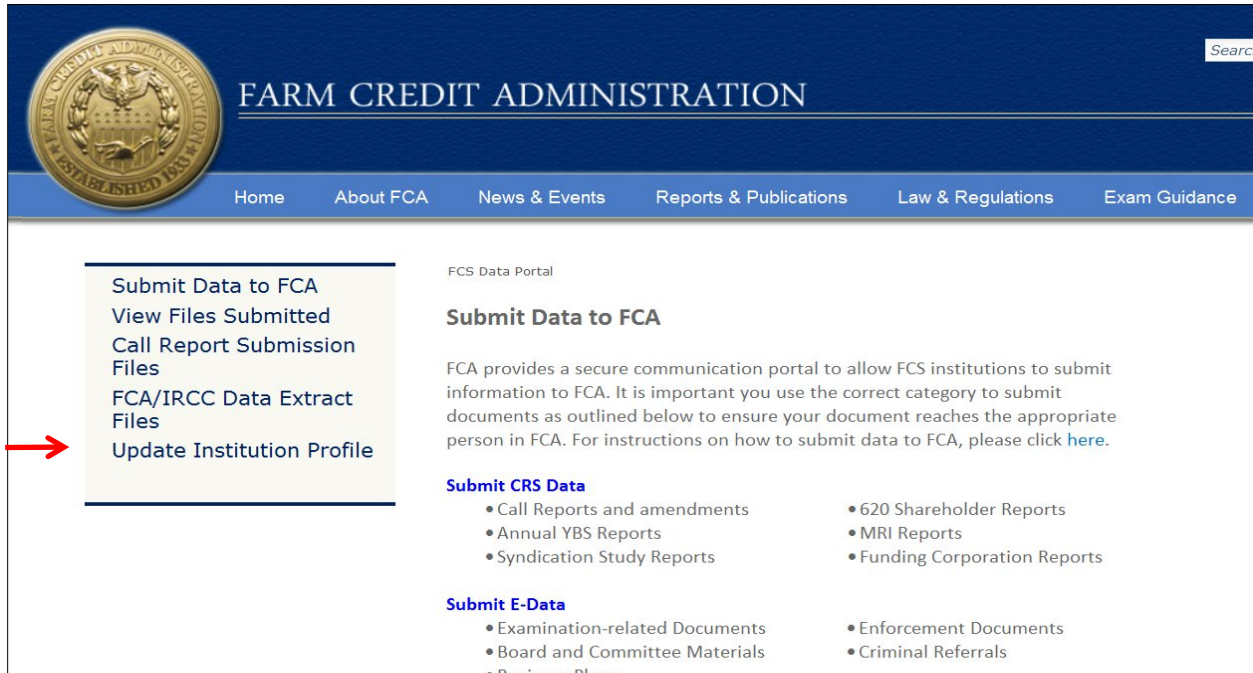 FARM CREDIT ADMINISTRATION
ESTABLISHED 1933
FARM CREDIT ADMINISTRATION
Home About FCA News & Events Reports & Publications Law & Regulations Exam Guidance
Submit Data to FCA
View Files Submitted
Call Report Submission
Files
FCA/IRCC Data Extract
Files
Update Institution Profile
FCS Data Portal
Submit Data to FCA
FCA provides a secure communication portal to allow FCS institutions to submit
information to FCA. It is important you use the correct category to submit
documents as outlined below to ensure your document reaches the appropriate
person in FCA. For instructions on how to submit data to FCA, please click here.
Submit CRS Data
• Call Reports and amendments
• Annual YBS Reports
• Syndication Study Reports
• 620 Shareholder Reports
• MRI Reports
• Funding Corporation Reports
Submit E-Data
• Examination-related Documents
• Board and Committee Materials
• Enforcement Documents
• Criminal Referrals